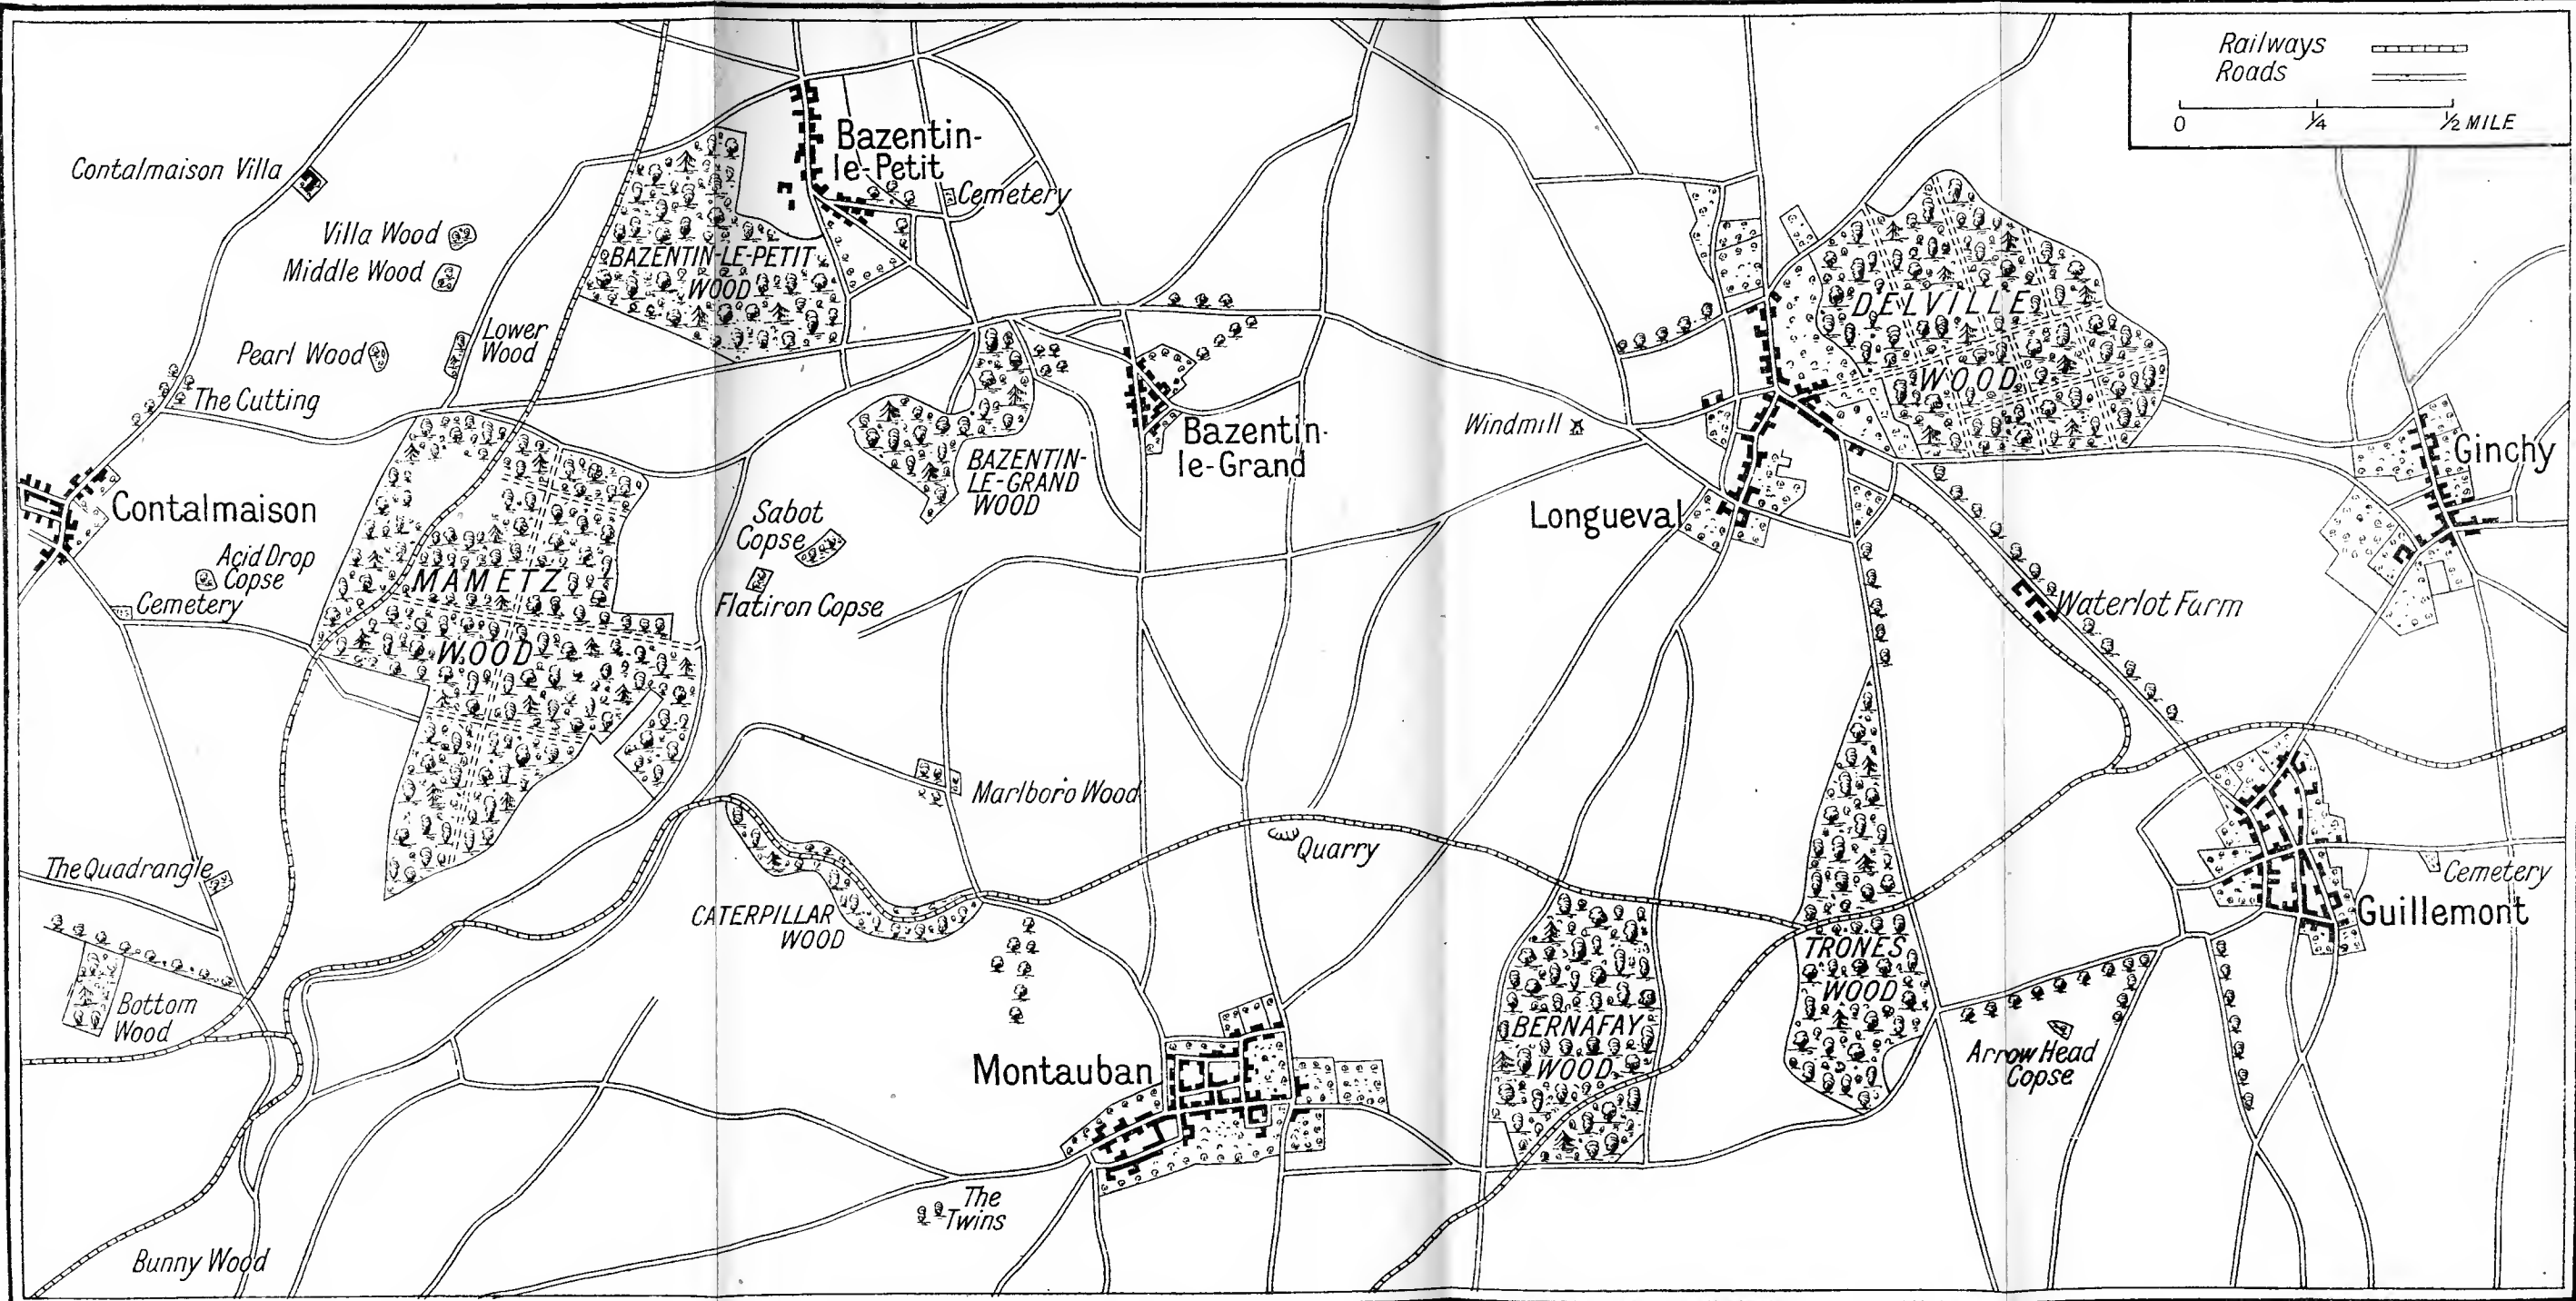 Railways
Roads
0 ¼ ½ MILE
Contalmaison Villa
Villa Wood
Middle Wood
Pearl Wood
Lower
Wood
The Cutting
Contalmaison
Acid Drop
Copse
Cemetery
Bazentin-
le-Petit
Cemetery
BAZENTIN-LE-PETIT
WOOD
BAZENTIN-
LE-GRAND
WOOD
Bazentin-
le-Grand
Sabot
Copse
Flatiron Copse
MAMETZ
WOOD
Windmill
Longueval
DELVILLE
WOOD
Ginchy
Waterlot Farm
Marlboro Wood
Quarry
CATERPILLAR
WOOD
The Quadrangle
Bottom
Wood
Bunny Wood
Montauban
The
Twins
BERNAFAY
WOOD
TRONES
WOOD
Arrow Head
Copse
Guillemont
Cemetery